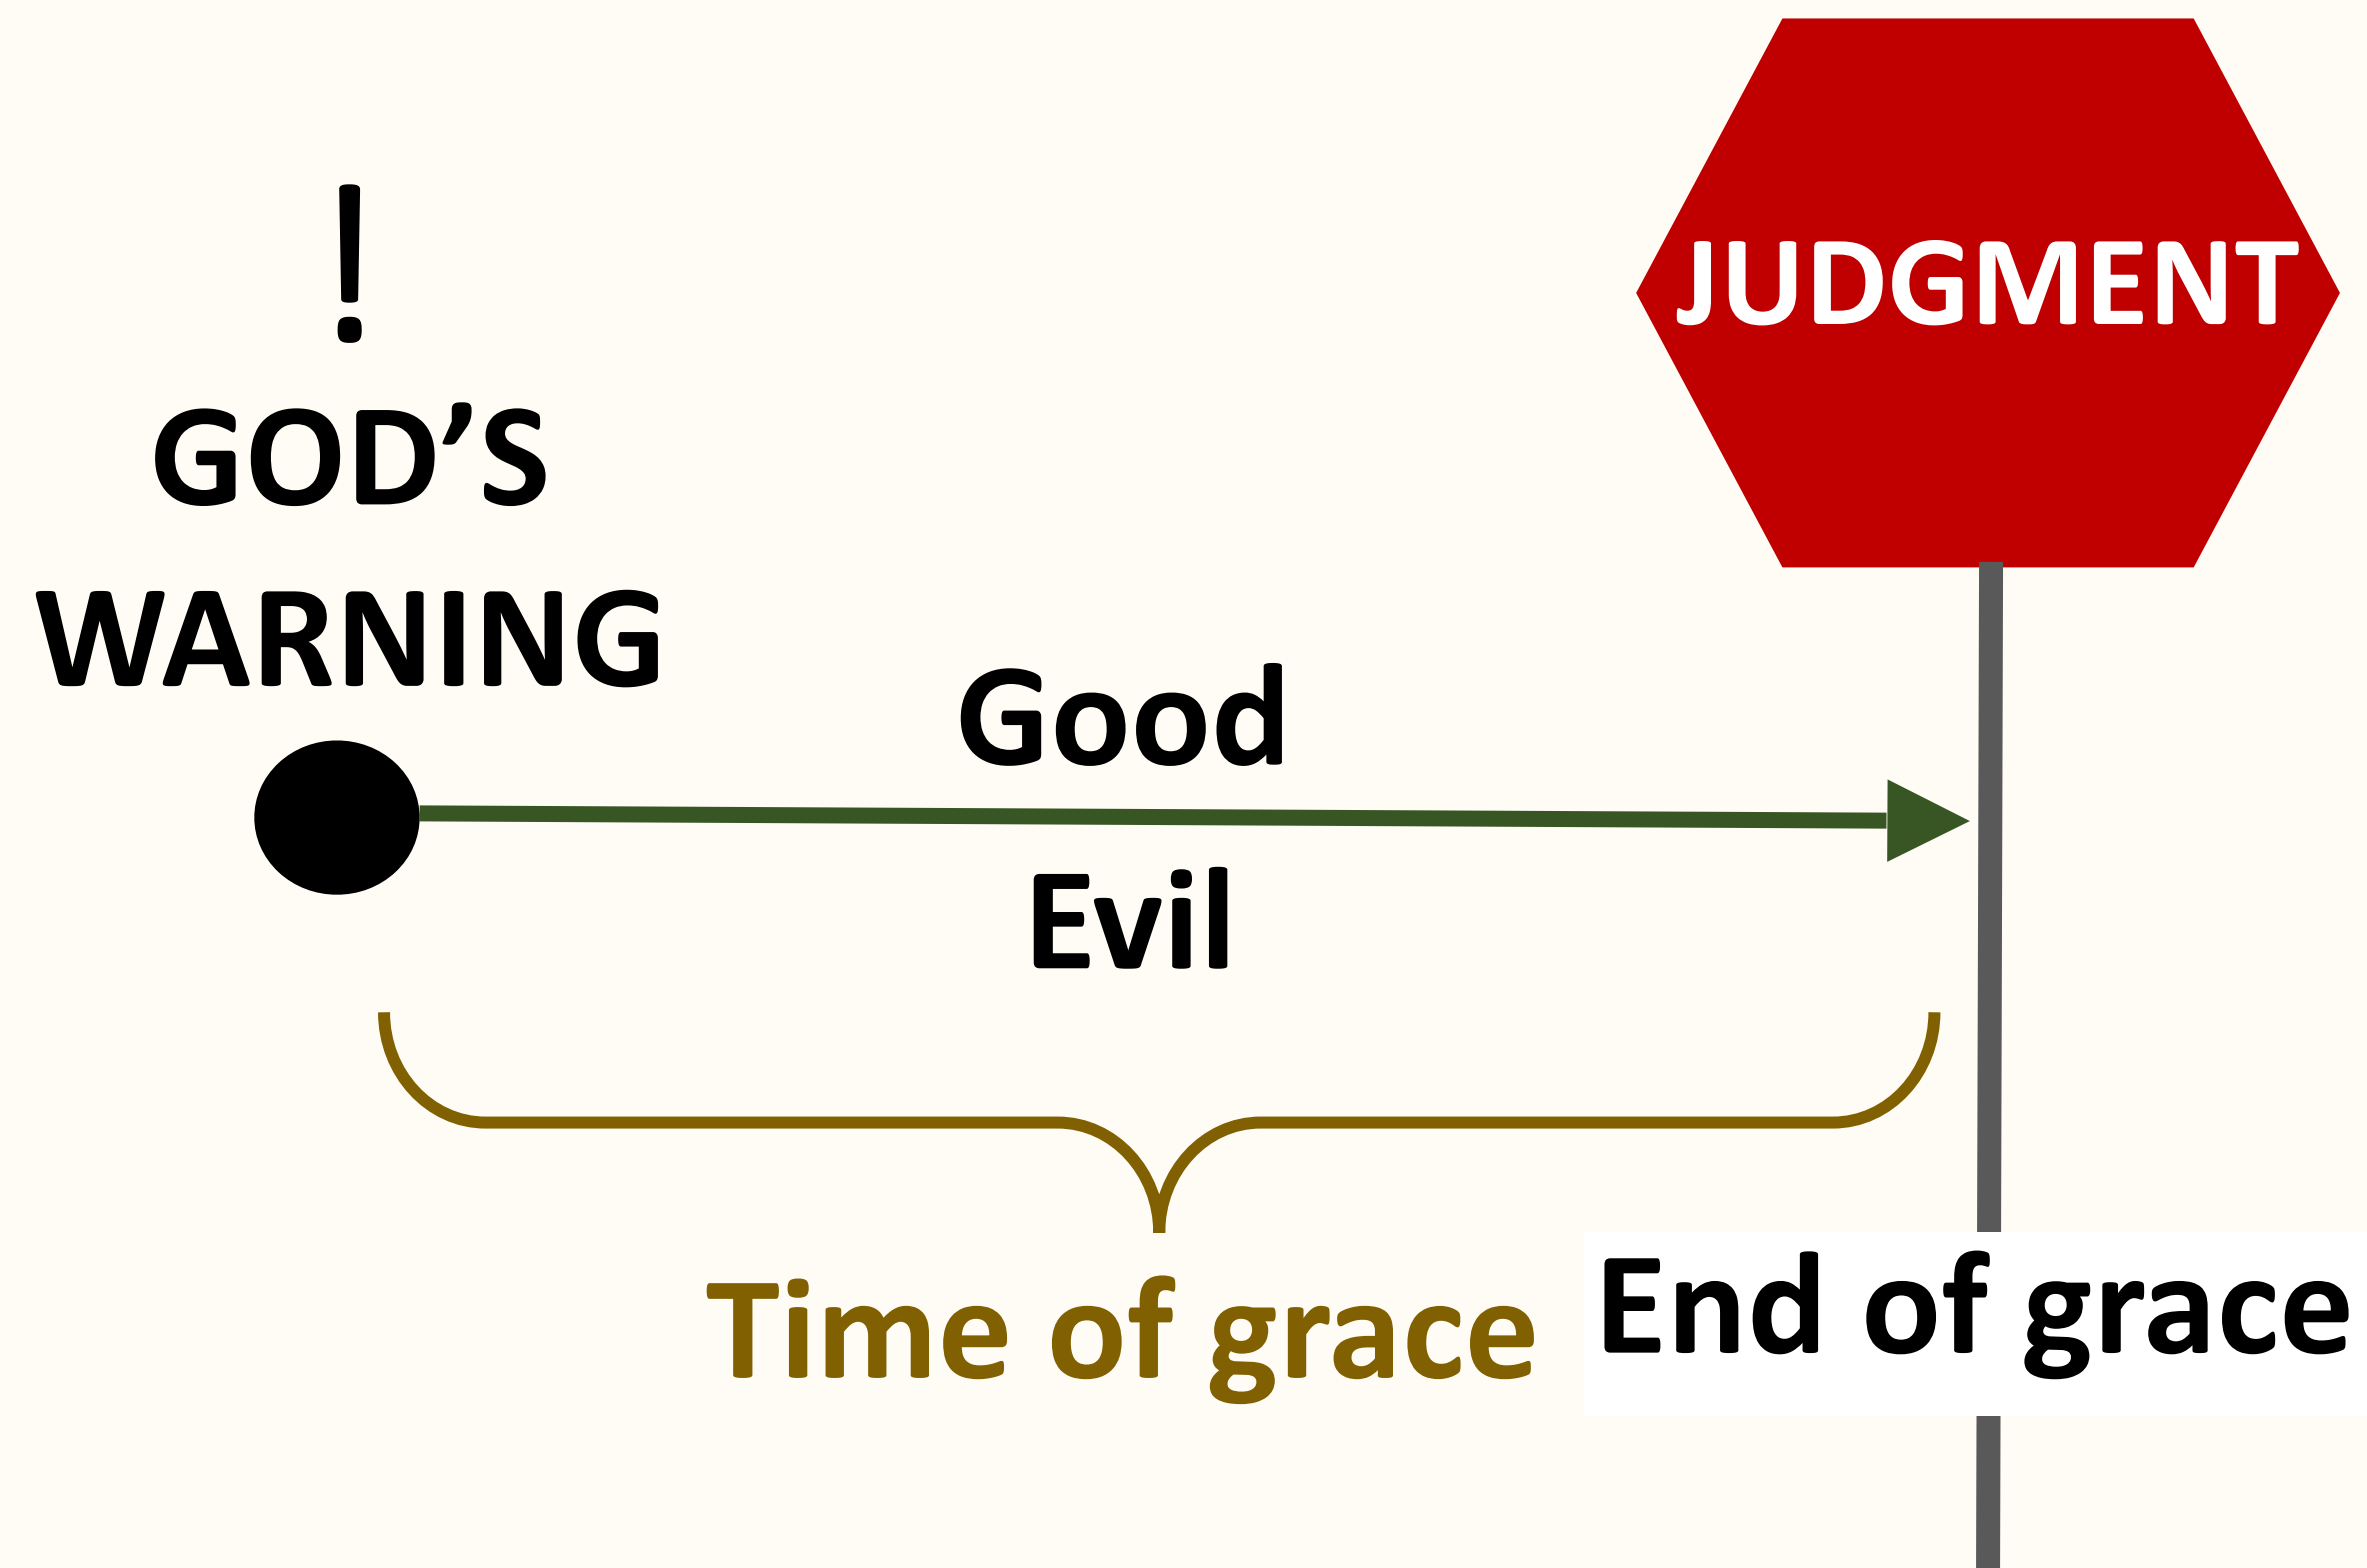 !
GOD’S
WARNING
JUDGMENT
Good
Evil
Time of grace
End of grace